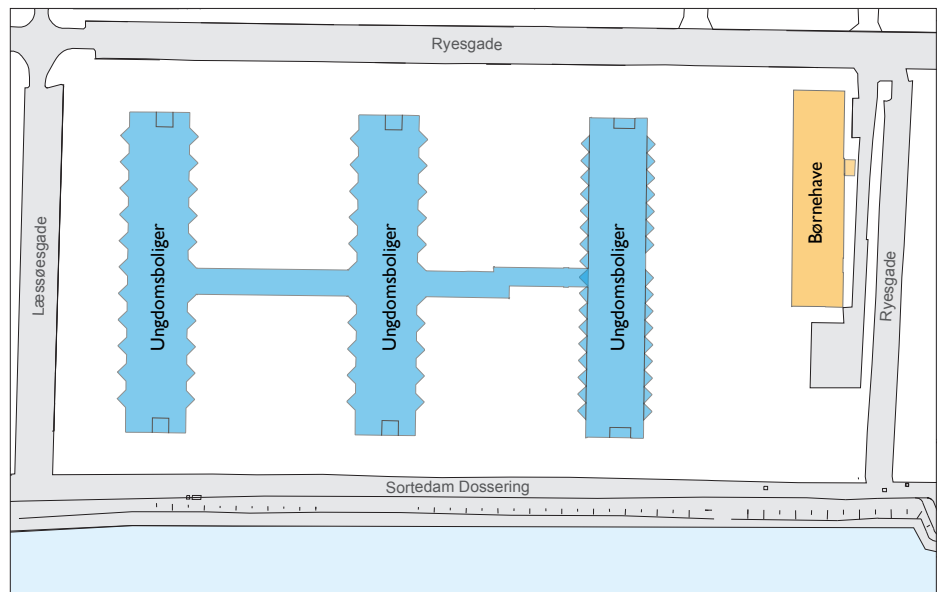 Ryesgade
Læssøesgade
Ungdomsboliger
Ungdomsboliger
Ungdomsboliger
Børnehave
Ryesgade
Sortedam Dossering